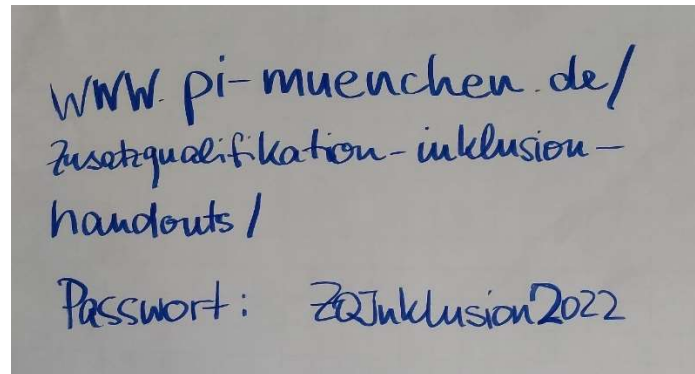 www.pi-muenchen.de/
zusatzqualifikation-inklusion-
handouts/
Passwort: ZQInklusion2022